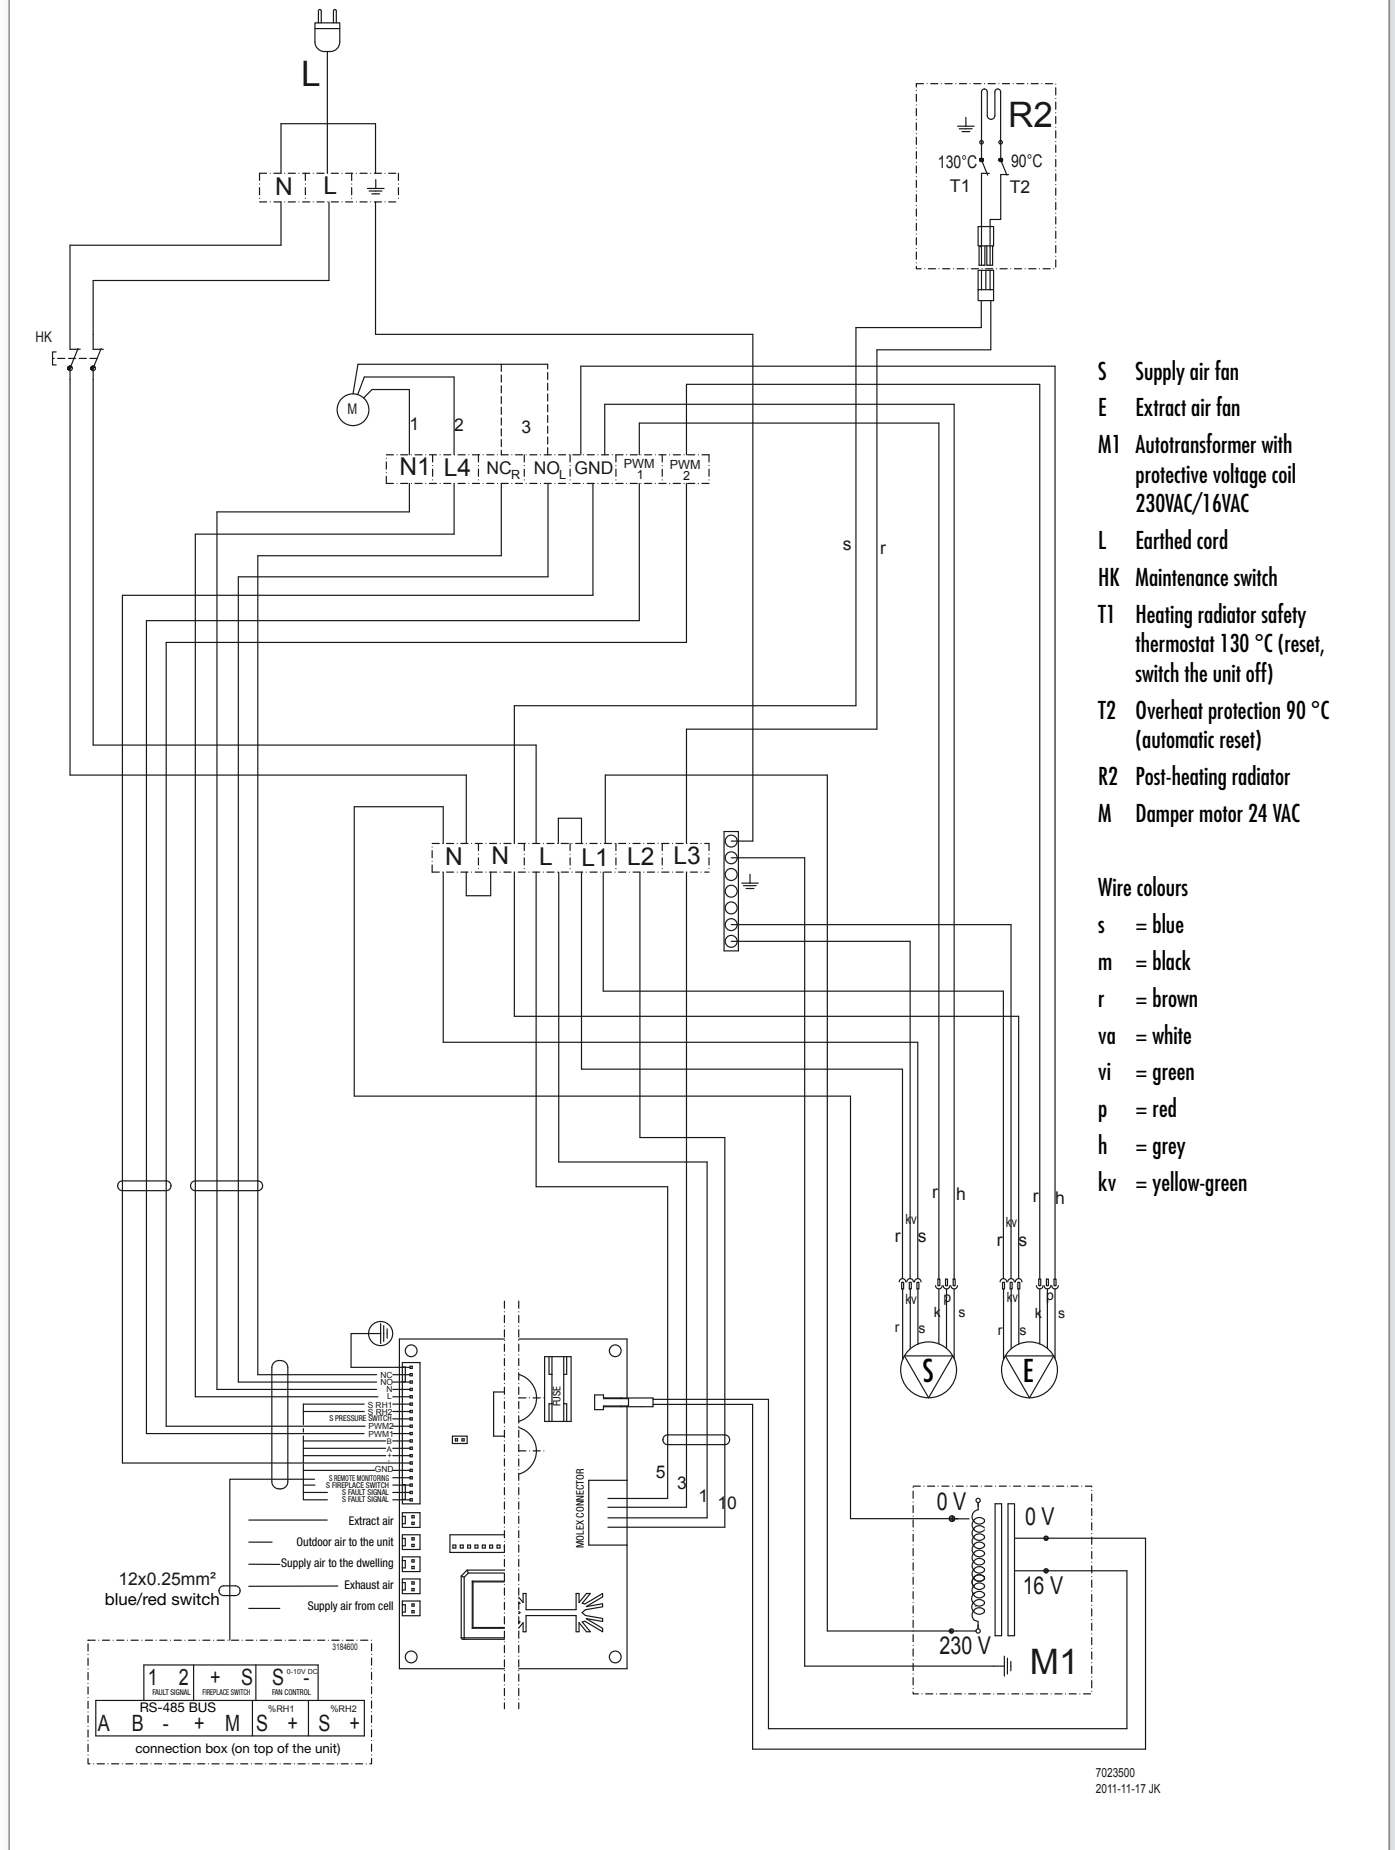 L
N L
HK
R2
130°C 90°C
T1 T2
M
1 2 3
N1 L4 NCR NOL GND PWM 1 PWM 2
s r
S Supply air fan
E Extract air fan
M1 Autotransformer with
protective voltage coil
230VAC/16VAC
L Earthed cord
HK Maintenance switch
T1 Heating radiator safety
thermostat 130 °C (reset,
switch the unit off)
T2 Overheat protection 90 °C
(automatic reset)
R2 Post-heating radiator
M Damper motor 24 VAC
Wire colours
s = blue
m = black
r = brown
va = white
vi = green
p = red
h = grey
kv = yellow-green
N N L L1 L2 L3
r h r h
kv kv
r s r s
kv p kv p
k s k s
r s r s
S E
NC
NO
N
L
S RH1
S RH2
S PRESSURE SWITCH
PWM2
PWM1
B
A
+
-
GND
S REMOTE MONITORING
S FIREPLACE SWITCH
S FAULT SIGNAL
S FAULT SIGNAL
Extract air
Outdoor air to the unit
Supply air to the dwelling
Exhaust air
Supply air from cell
FUSE
MOLEX CONNECTOR
5 3 1 10
12x0.25mm²
blue/red switch
3184600
1 2 + S S 0-10V DC -
FAULT SIGNAL FIREPLACE SWITCH FAN CONTROL
RS-485 BUS %RH1 %RH2
A B - + M S + S +
connection box (on top of the unit)
0 V 0 V
16 V
230 V
M1
7023500
2011-11-17 JK